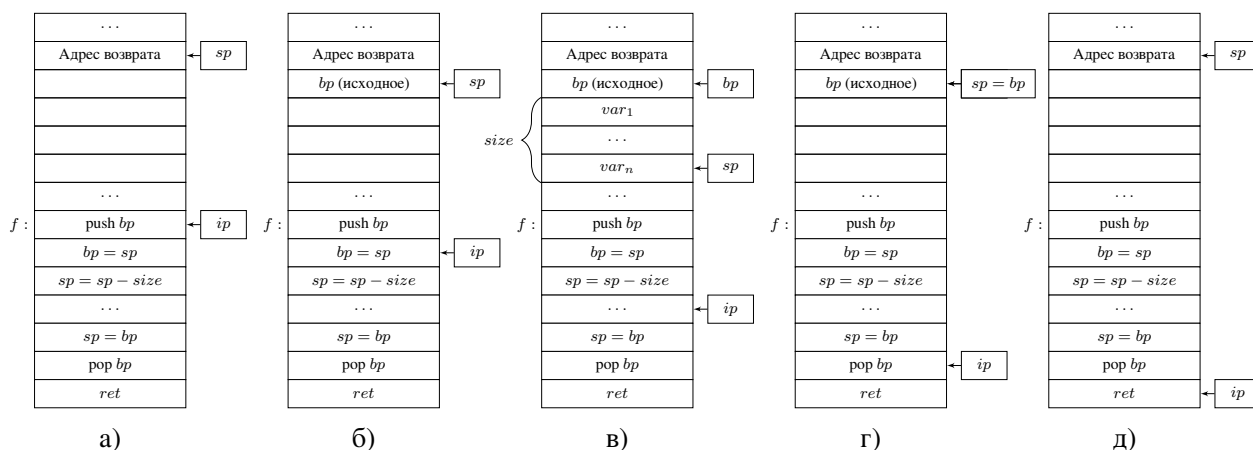 ...
Адрес возврата
sp
...
f :
push bp
ip
bp = sp
sp = sp − size
...
sp = bp
pop bp
ret
а)
...
Адрес возврата
bp (исходное)
sp
...
f :
push bp
bp = sp
ip
sp = sp − size
...
sp = bp
pop bp
ret
б)
...
Адрес возврата
bp (исходное)
bp
var1
size
...
varn
sp
...
f :
push bp
bp = sp
sp = sp − size
...
ip
sp = bp
pop bp
ret
в)
...
Адрес возврата
bp (исходное)
sp = bp
...
f :
push bp
bp = sp
sp = sp − size
...
sp = bp
pop bp
ip
ret
г)
...
Адрес возврата
sp
...
f :
push bp
bp = sp
sp = sp − size
...
sp = bp
pop bp
ret
ip
д)